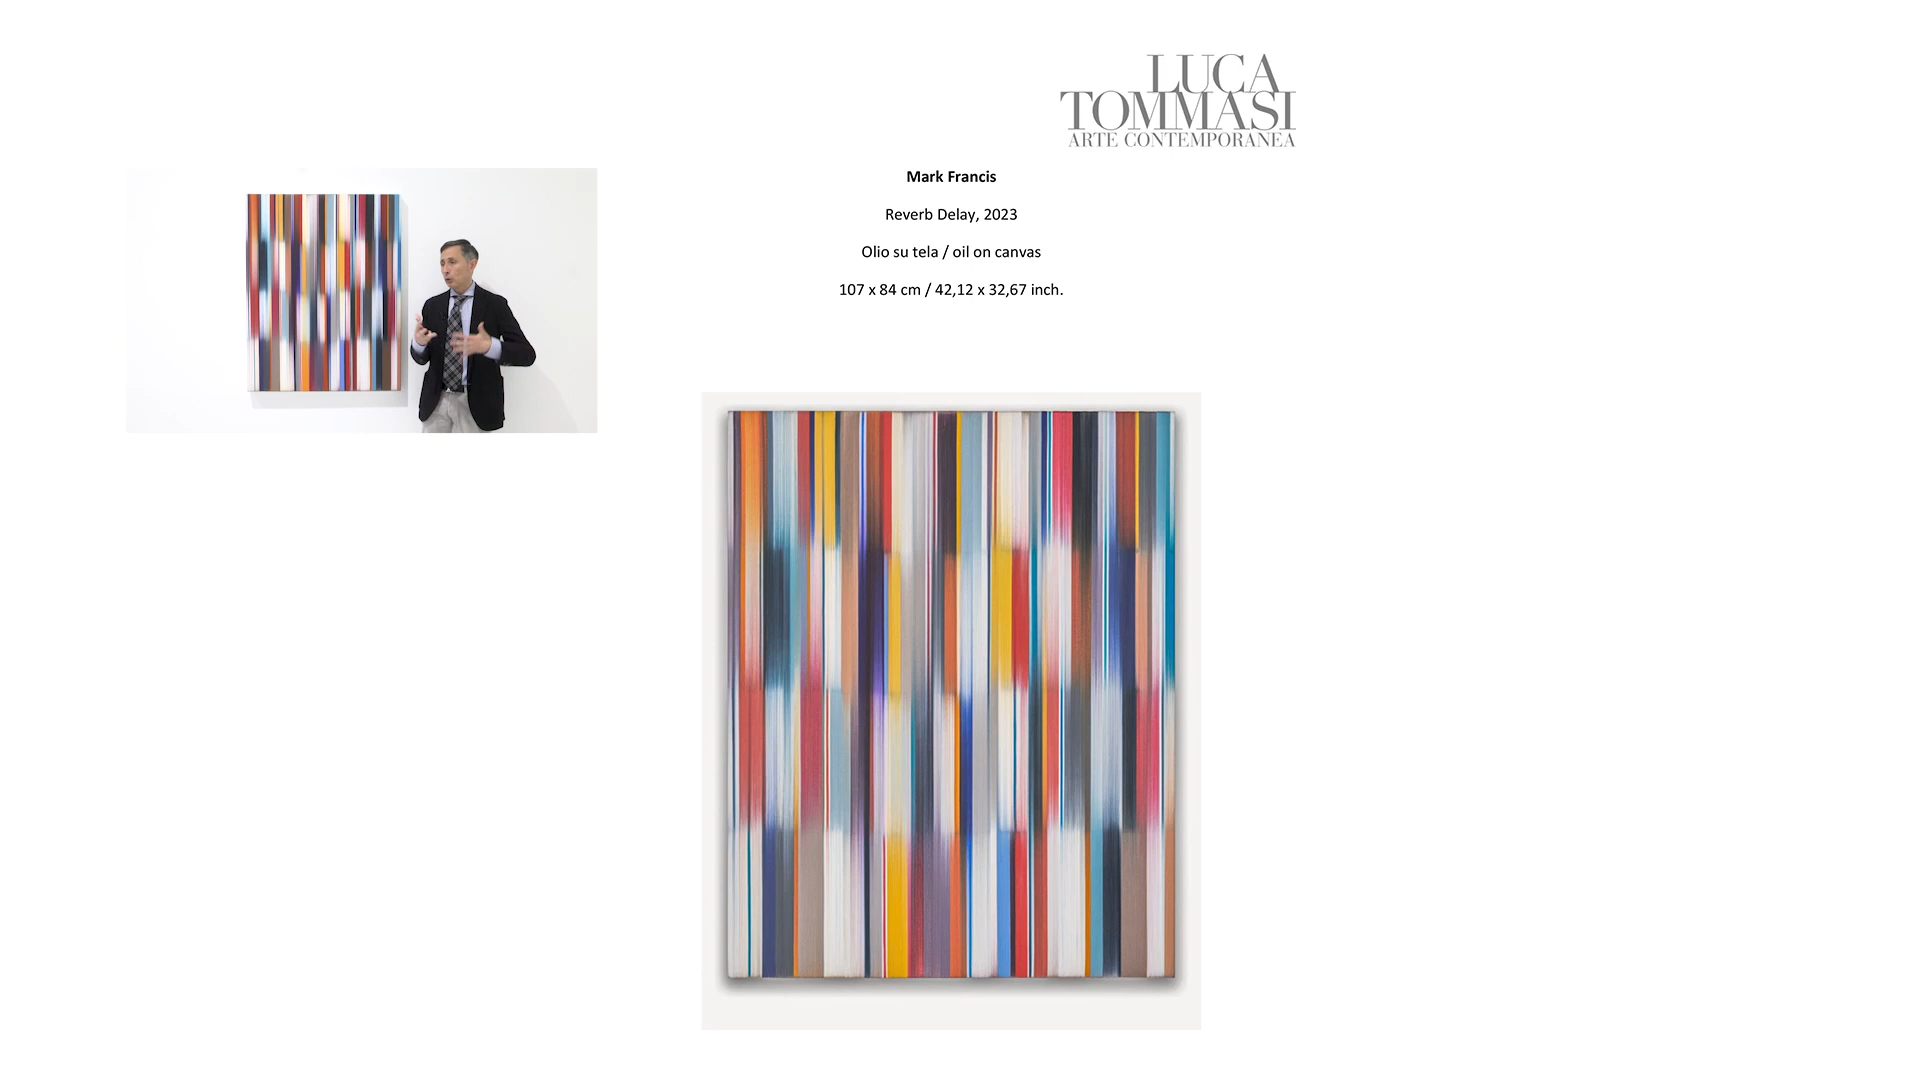 LUCA
TOMMASI
ARTE CONTEMPORANEA
Mark Francis
Reverb Delay, 2023
Olio su tela / oil on canvas
107 x 84 cm / 42,12 x 32,67 inch.